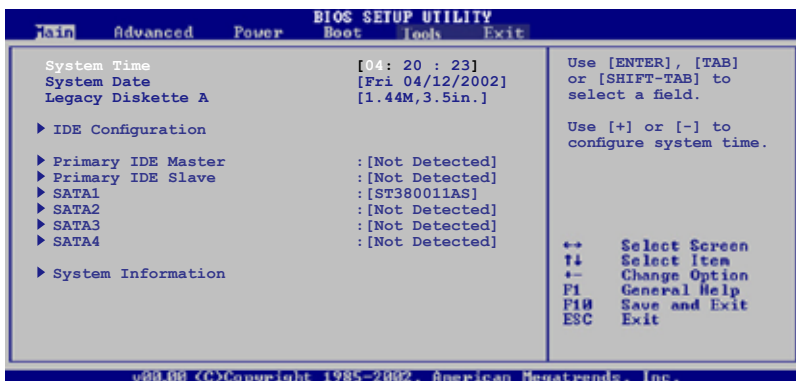 BIOS SETUP UTILITY
Main Advanced Power Boot Tools Exit
System Time [04: 20 : 23]
System Date [Fri 04/12/2002]
Legacy Diskette A [1.44M,3.5in.]
IDE Configuration
Primary IDE Master :[Not Detected]
Primary IDE Slave :[Not Detected]
SATA1 :[ST380011AS]
SATA2 :[Not Detected]
SATA3 :[Not Detected]
SATA4 :[Not Detected]
System Information
Use [ENTER], [TAB]
or [SHIFT-TAB] to
select a field.
Use [+] or [-] to
configure system time.
↔ Select Screen
↑↓ Select Item
+- Change Option
F1 General Help
F10 Save and Exit
ESC Exit
v00.00 (C)Copyright 1985-2002, American Megatrends, Inc.